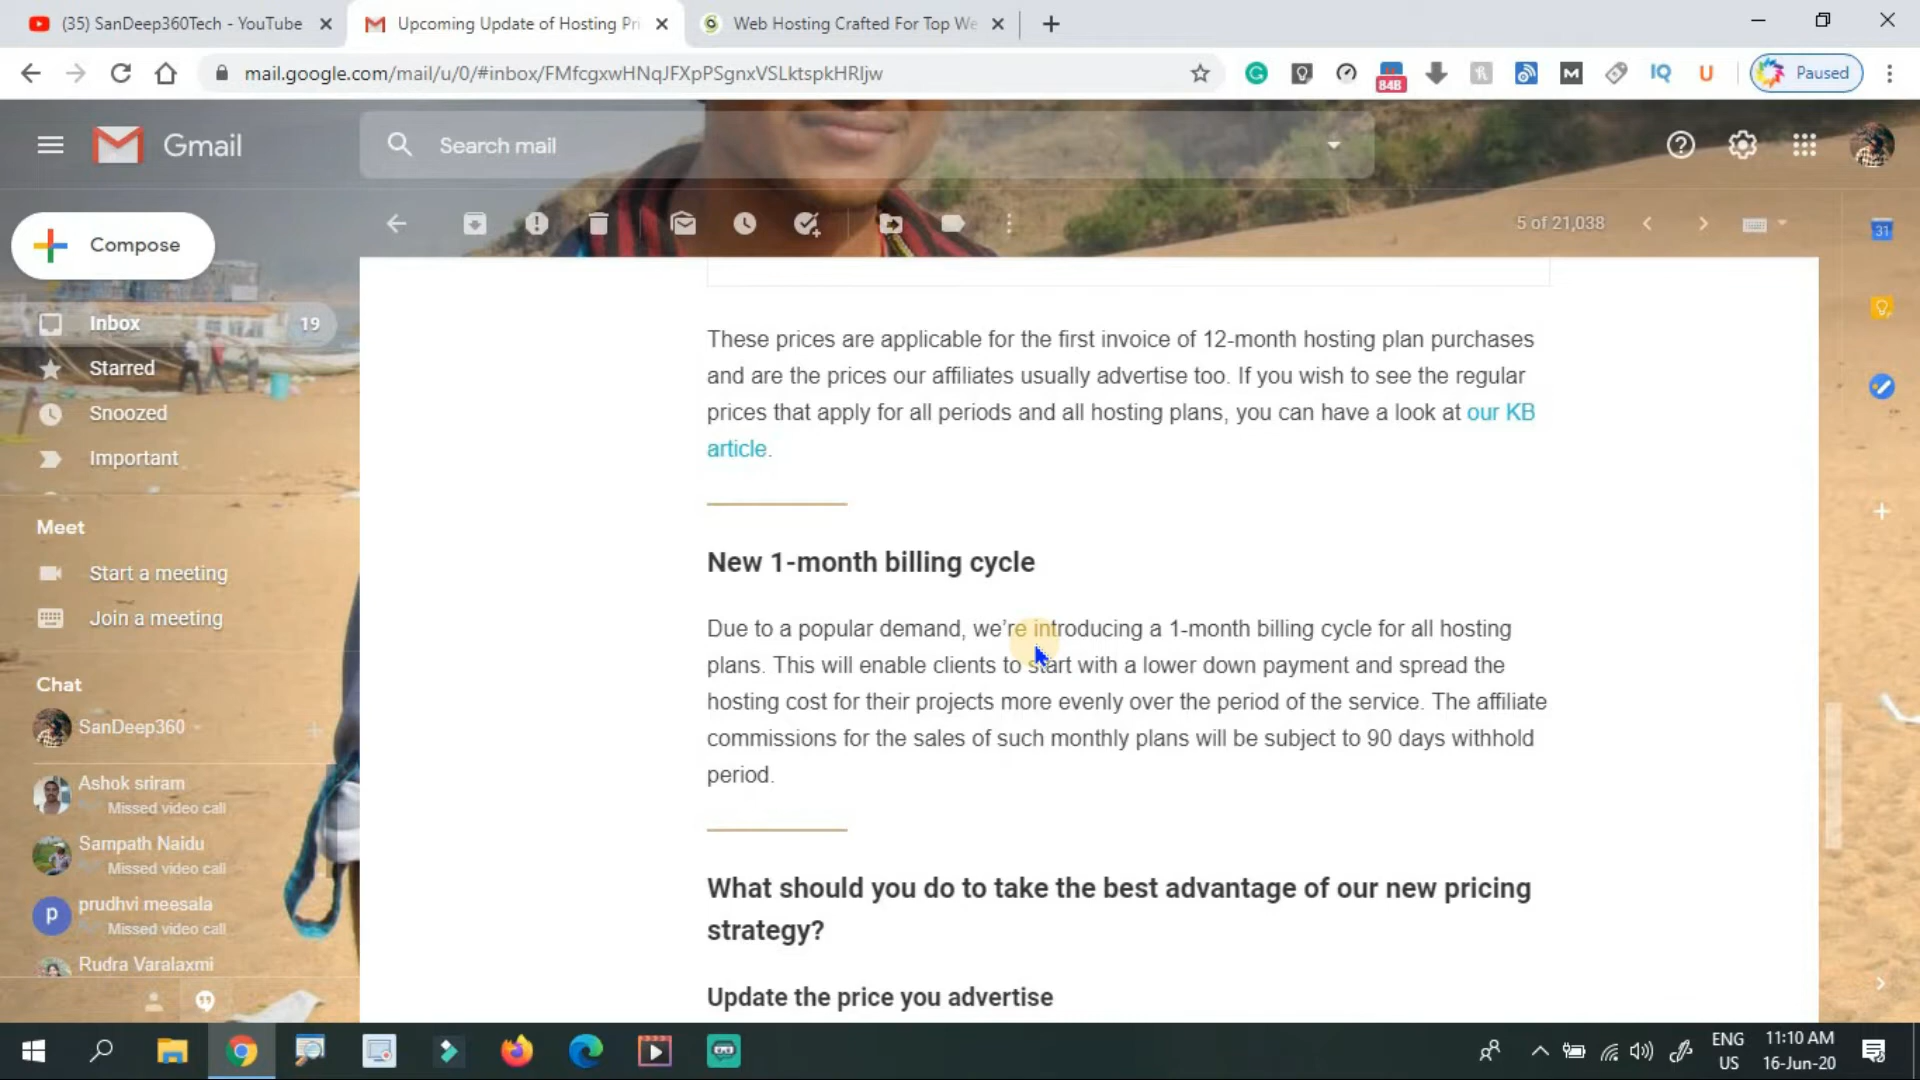 (35) SanDeep360Tech - YouTube
Upcoming Update of Hosting Pri
Web Hosting Crafted For Top We
mail.google.com/mail/u/0/#inbox/FMfcgxwHNqJFXpPSgnxVSLktspkHRljw
84B
IQ
U
Paused
Gmail
Search mail
Compose
5 of 21,038
31
Inbox 19
Starred
Snoozed
Important
Meet
Start a meeting
Join a meeting
Chat
SanDeep360
Ashok sriram
Missed video call
Sampath Naidu
Missed video call
p
prudhvi meesala
Missed video call
Rudra Varalaxmi
These prices are applicable for the first invoice of 12-month hosting plan purchases
and are the prices our affiliates usually advertise too. If you wish to see the regular
prices that apply for all periods and all hosting plans, you can have a look at our KB
article.
New 1-month billing cycle
Due to a popular demand, we're introducing a 1-month billing cycle for all hosting
plans. This will enable clients to start with a lower down payment and spread the
hosting cost for their projects more evenly over the period of the service. The affiliate
commissions for the sales of such monthly plans will be subject to 90 days withhold
period.
What should you do to take the best advantage of our new pricing
strategy?
Update the price you advertise
ENG
US
11:10 AM
16-Jun-20